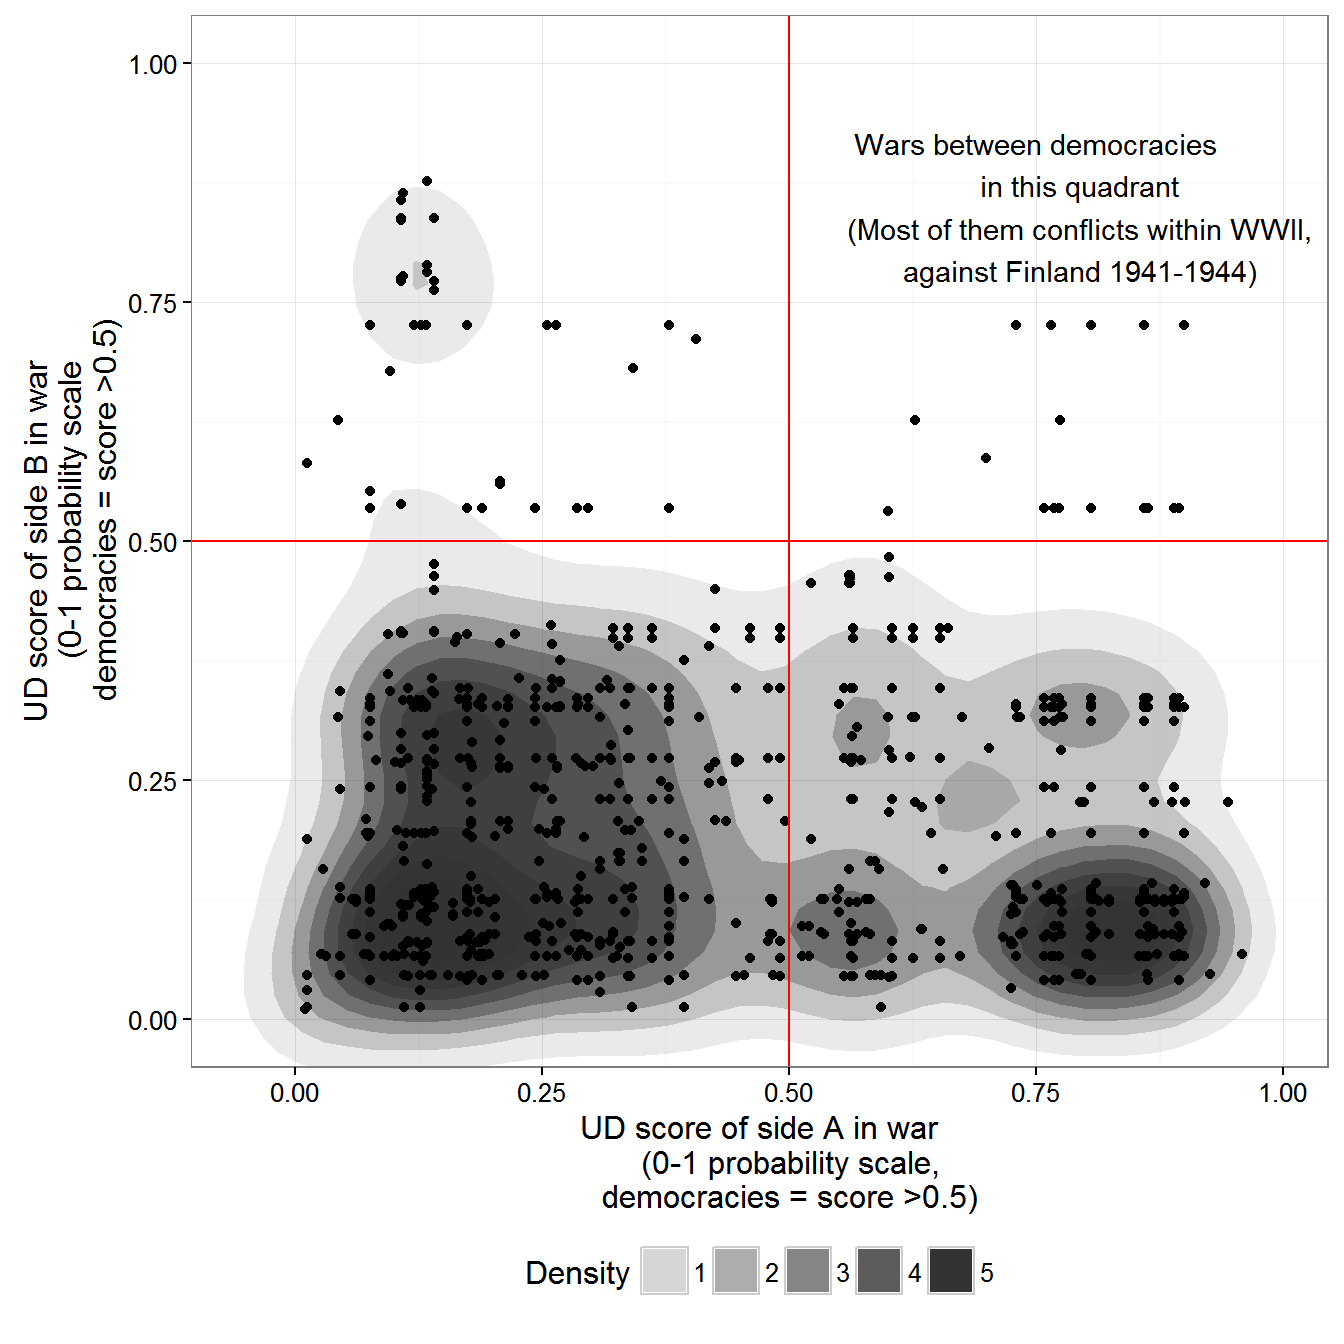 1.00
0.75
0.50
0.25
0.00
UD score of side B in war
(0-1 probability scale
democracies = score >0.5)
Wars between democracies
in this quadrant
(Most of them conflicts within WWII,
against Finland 1941-1944)
0.00
0.25
0.50
0.75
1.00
UD score of side A in war
(0-1 probability scale,
democracies = score >0.5)
Density 1 2 3 4 5